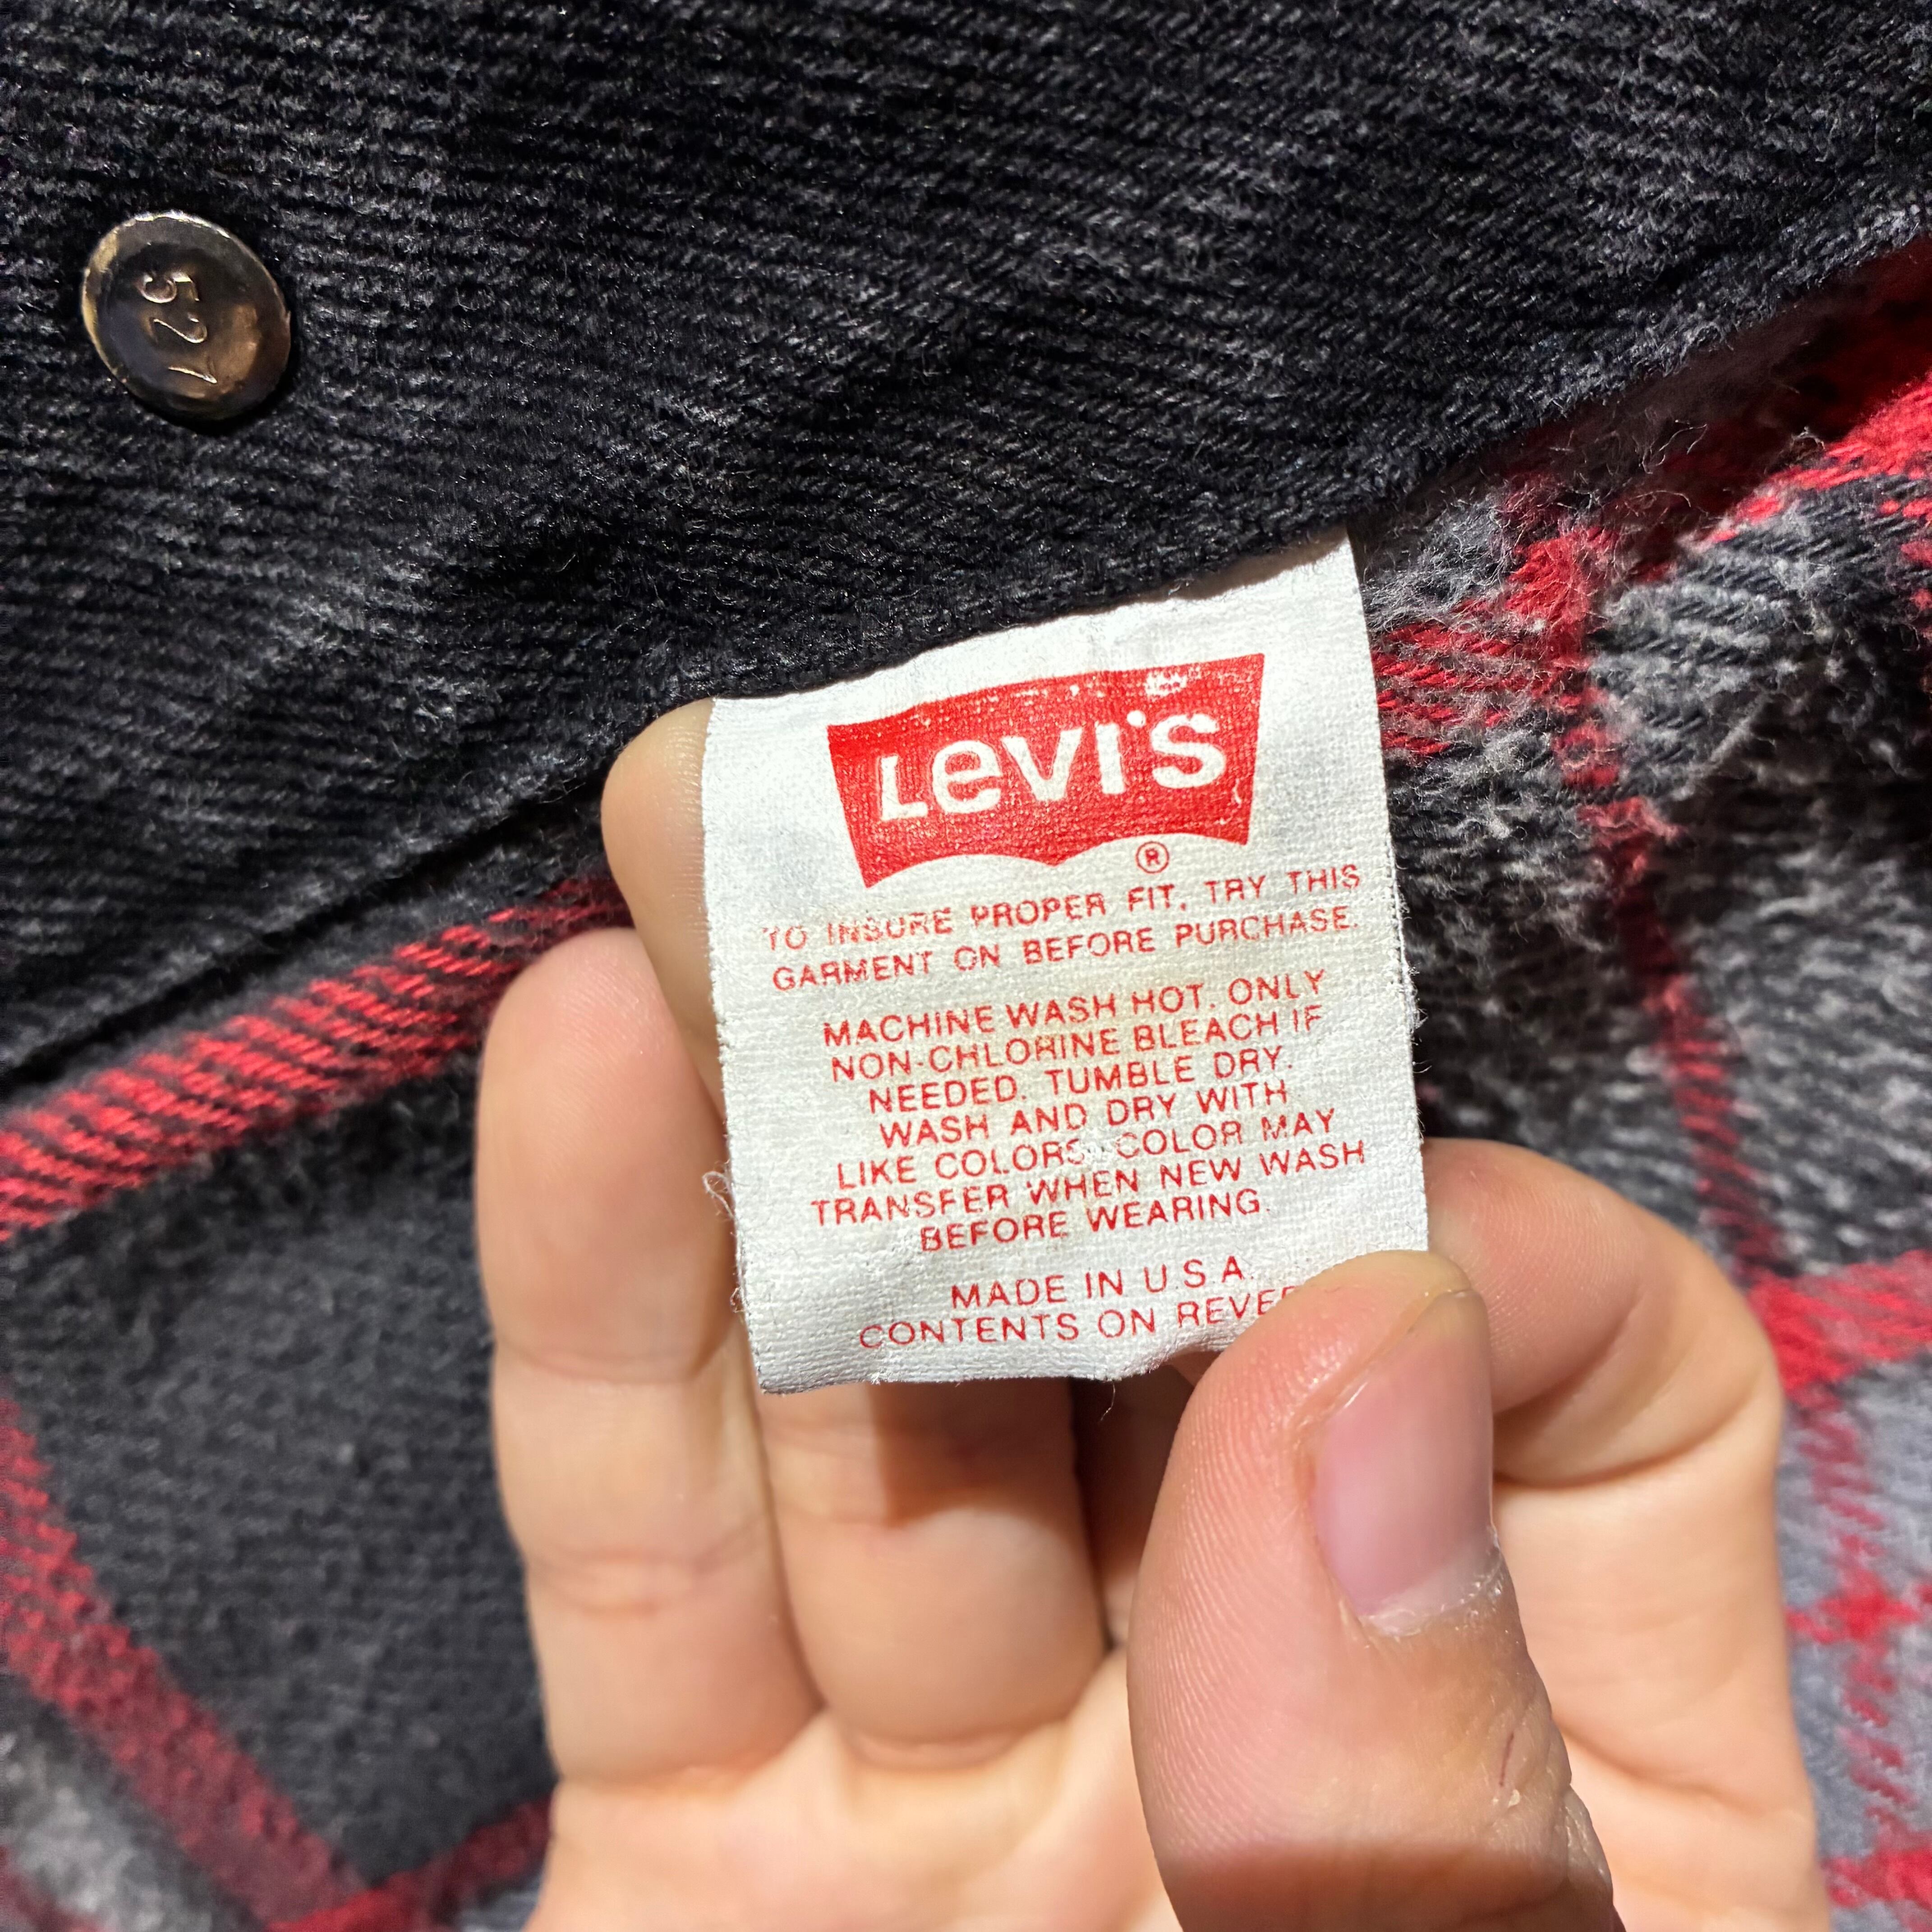 527
Levi's
®
TO INSURE PROPER FIT, TRY THIS
GARMENT ON BEFORE PURCHASE.
MACHINE WASH HOT. ONLY
NON-CHLORINE BLEACH IF
NEEDED. TUMBLE DRY.
WASH AND DRY WITH
LIKE COLORS. COLOR MAY
TRANSFER WHEN NEW WASH
BEFORE WEARING.
MADE IN U.S.A.
CONTENTS ON